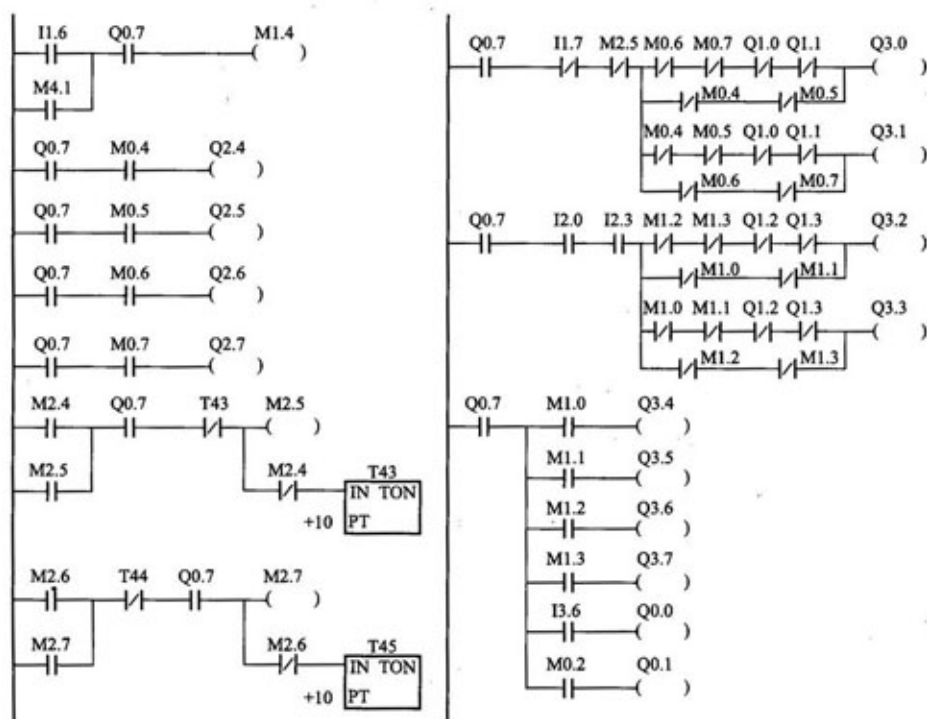 I1.6 Q0.7 M1.4
M4.1
Q0.7 M0.4 Q2.4
Q0.7 M0.5 Q2.5
Q0.7 M0.6 Q2.6
Q0.7 M0.7 Q2.7
M2.4 Q0.7 T43 M2.5
M2.5 M2.4 T43
IN TON
+10 PT
M2.6 T44 Q0.7 M2.7
M2.7 M2.6 T45
IN TON
+10 PT
Q0.7 I1.7 M2.5 M0.6 M0.7 Q1.0 Q1.1 Q3.0
M0.4 M0.5
M0.4 M0.5 Q1.0 Q1.1 Q3.1
M0.6 M0.7
Q0.7 I2.0 I2.3 M1.2 M1.3 Q1.2 Q1.3 Q3.2
M1.0 M1.1
M1.0 M1.1 Q1.2 Q1.3 Q3.3
M1.2 M1.3
Q0.7 M1.0 Q3.4
M1.1 Q3.5
M1.2 Q3.6
M1.3 Q3.7
I3.6 Q0.0
M0.2 Q0.1